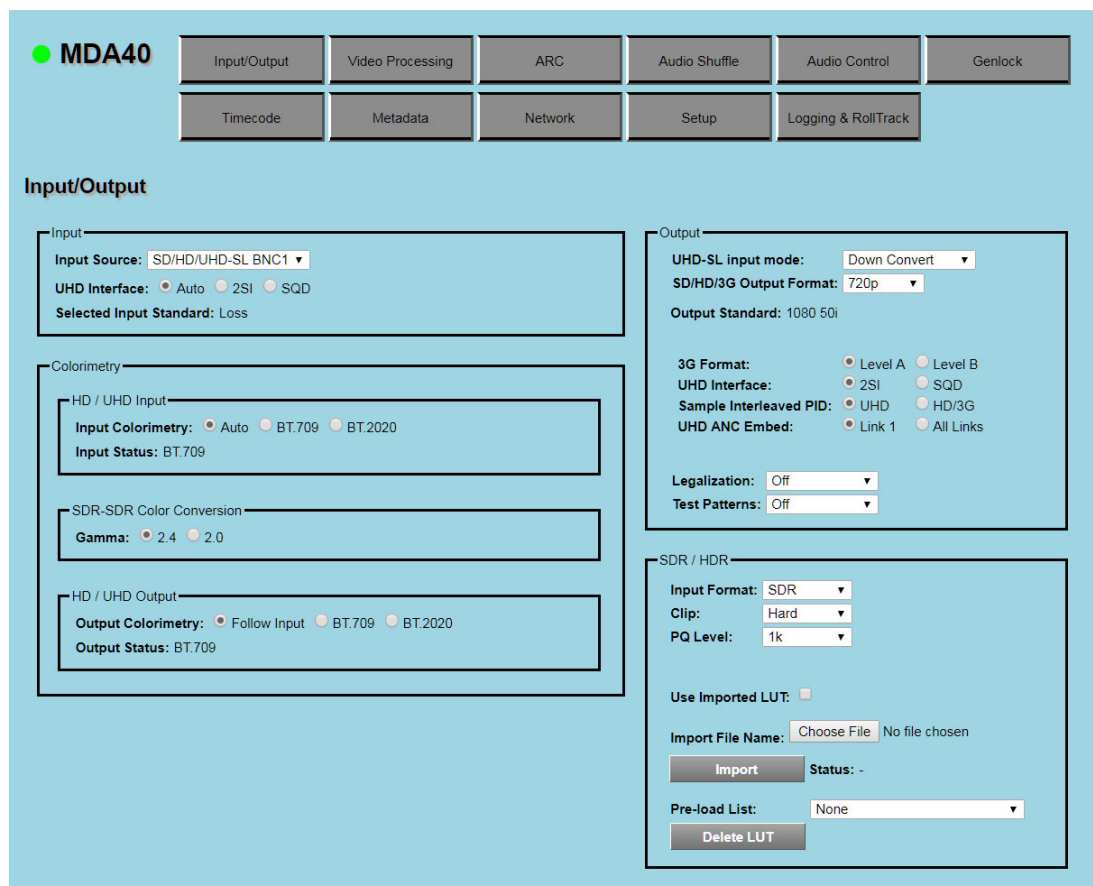 MDA40
Input/Output
Video Processing
ARC
Audio Shuffle
Audio Control
Genlock
Timecode
Metadata
Network
Setup
Logging & RollTrack
Input/Output
Input
Input Source: SD/HD/UHD-SL BNC1
UHD Interface: Auto 2SI SQD
Selected Input Standard: Loss
Colorimetry
HD / UHD Input
Input Colorimetry: Auto BT.709 BT.2020
Input Status: BT.709
SDR-SDR Color Conversion
Gamma: 2.4 2.0
HD / UHD Output
Output Colorimetry: Follow Input BT.709 BT.2020
Output Status: BT.709
Output
UHD-SL input mode: Down Convert
SD/HD/3G Output Format: 720p
Output Standard: 1080 50i
3G Format: Level A Level B
UHD Interface: 2SI SQD
Sample Interleaved PID: UHD HD/3G
UHD ANC Embed: Link 1 All Links
Legalization: Off
Test Patterns: Off
SDR / HDR
Input Format: SDR
Clip: Hard
PQ Level: 1k
Use Imported LUT:
Import File Name: Choose File No file chosen
Import Status: -
Pre-load List: None
Delete LUT